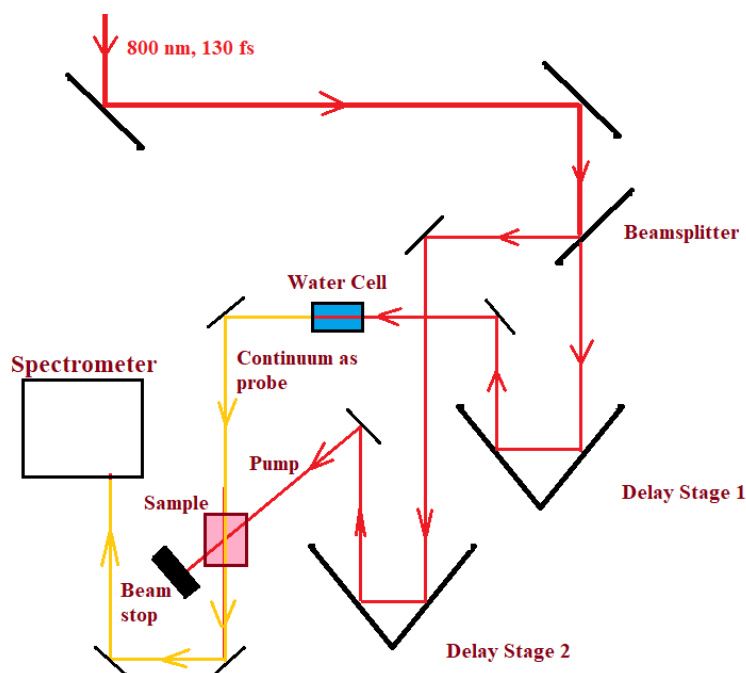 800 nm, 130 fs
Beamsplitter
Water Cell
Spectrometer
Continuum as
probe
Pump
Delay Stage 1
Sample
Beam
stop
Delay Stage 2